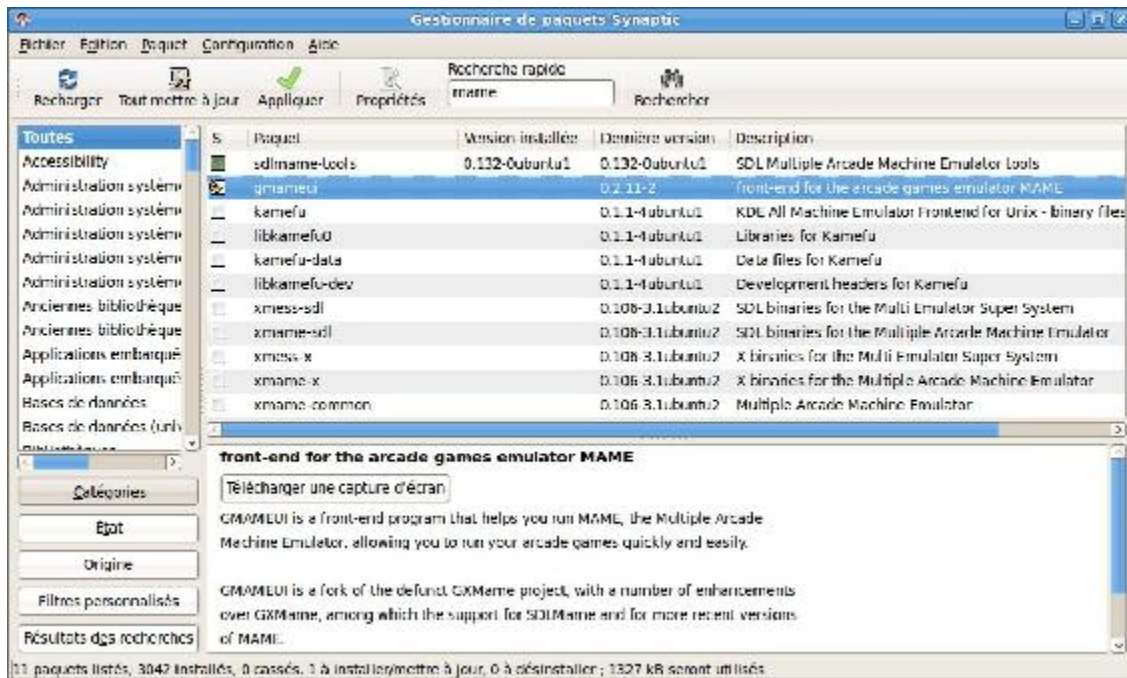 Gestionnaire de paquets Synaptic
Fichier Édition Paquet Configuration Aide
Recharger Tout mettre à jour Appliquer Propriétés Recherche rapide mame Rechercher
Toutes
Accessibility
Administration systèm
Administration systèm
Administration systèm
Administration systèm
Administration systèm
Anciennes bibliothèque
Anciennes bibliothèque
Applications embarqué
Applications embarqué
Bases de données
Bases de données (univ
Bibliothèques
Catégories
État
Origine
Filtres personnalisés
Résultats des recherches
S Paquet Version installée Dernière version Description
sdlmame-tools 0.132-0ubuntu1 0.132-0ubuntu1 SDL Multiple Arcade Machine Emulator tools
gmameui 0.2.11-2 front-end for the arcade games emulator MAME
kamefu 0.1.1-4ubuntu1 KDE All Machine Emulator Frontend for Unix - binary files
libkamefu0 0.1.1-4ubuntu1 Libraries for Kamefu
kamefu-data 0.1.1-4ubuntu1 Data files for Kamefu
libkamefu-dev 0.1.1-4ubuntu1 Development headers for Kamefu
xmess-sdl 0.106-3.1ubuntu2 SDL binaries for the Multi Emulator Super System
xmame-sdl 0.106-3.1ubuntu2 SDL binaries for the Multiple Arcade Machine Emulator
xmess-x 0.106-3.1ubuntu2 X binaries for the Multi Emulator Super System
xmame-x 0.106-3.1ubuntu2 X binaries for the Multiple Arcade Machine Emulator
xmame-common 0.106-3.1ubuntu2 Multiple Arcade Machine Emulator
front-end for the arcade games emulator MAME
Télécharger une capture d'écran
GMAMEUI is a front-end program that helps you run MAME, the Multiple Arcade
Machine Emulator, allowing you to run your arcade games quickly and easily.
GMAMEUI is a fork of the defunct GXMame project, with a number of enhancements
over GXMame, among which the support for SDLMame and for more recent versions
of MAME.
11 paquets listés, 3042 installés, 0 cassés. 1 à installer/mettre à jour, 0 à désinstaller ; 1327 kB seront utilisés